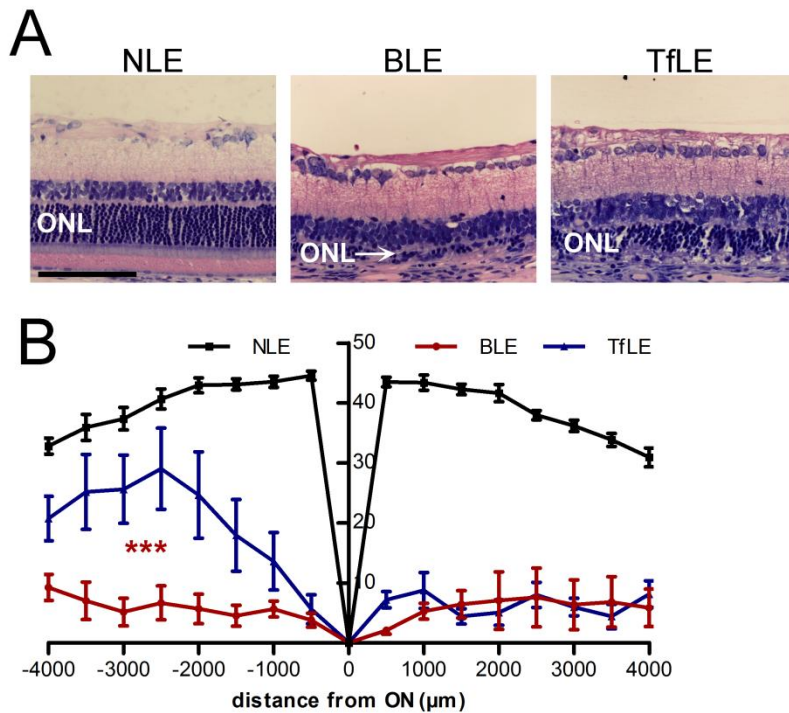 A
NLE BLE TfLE
ONL ONL ONL
B
NLE BLE TfLE
50
40
30
20
10
***
-4000 -3000 -2000 -1000 0 1000 2000 3000 4000
distance from ON (µm)